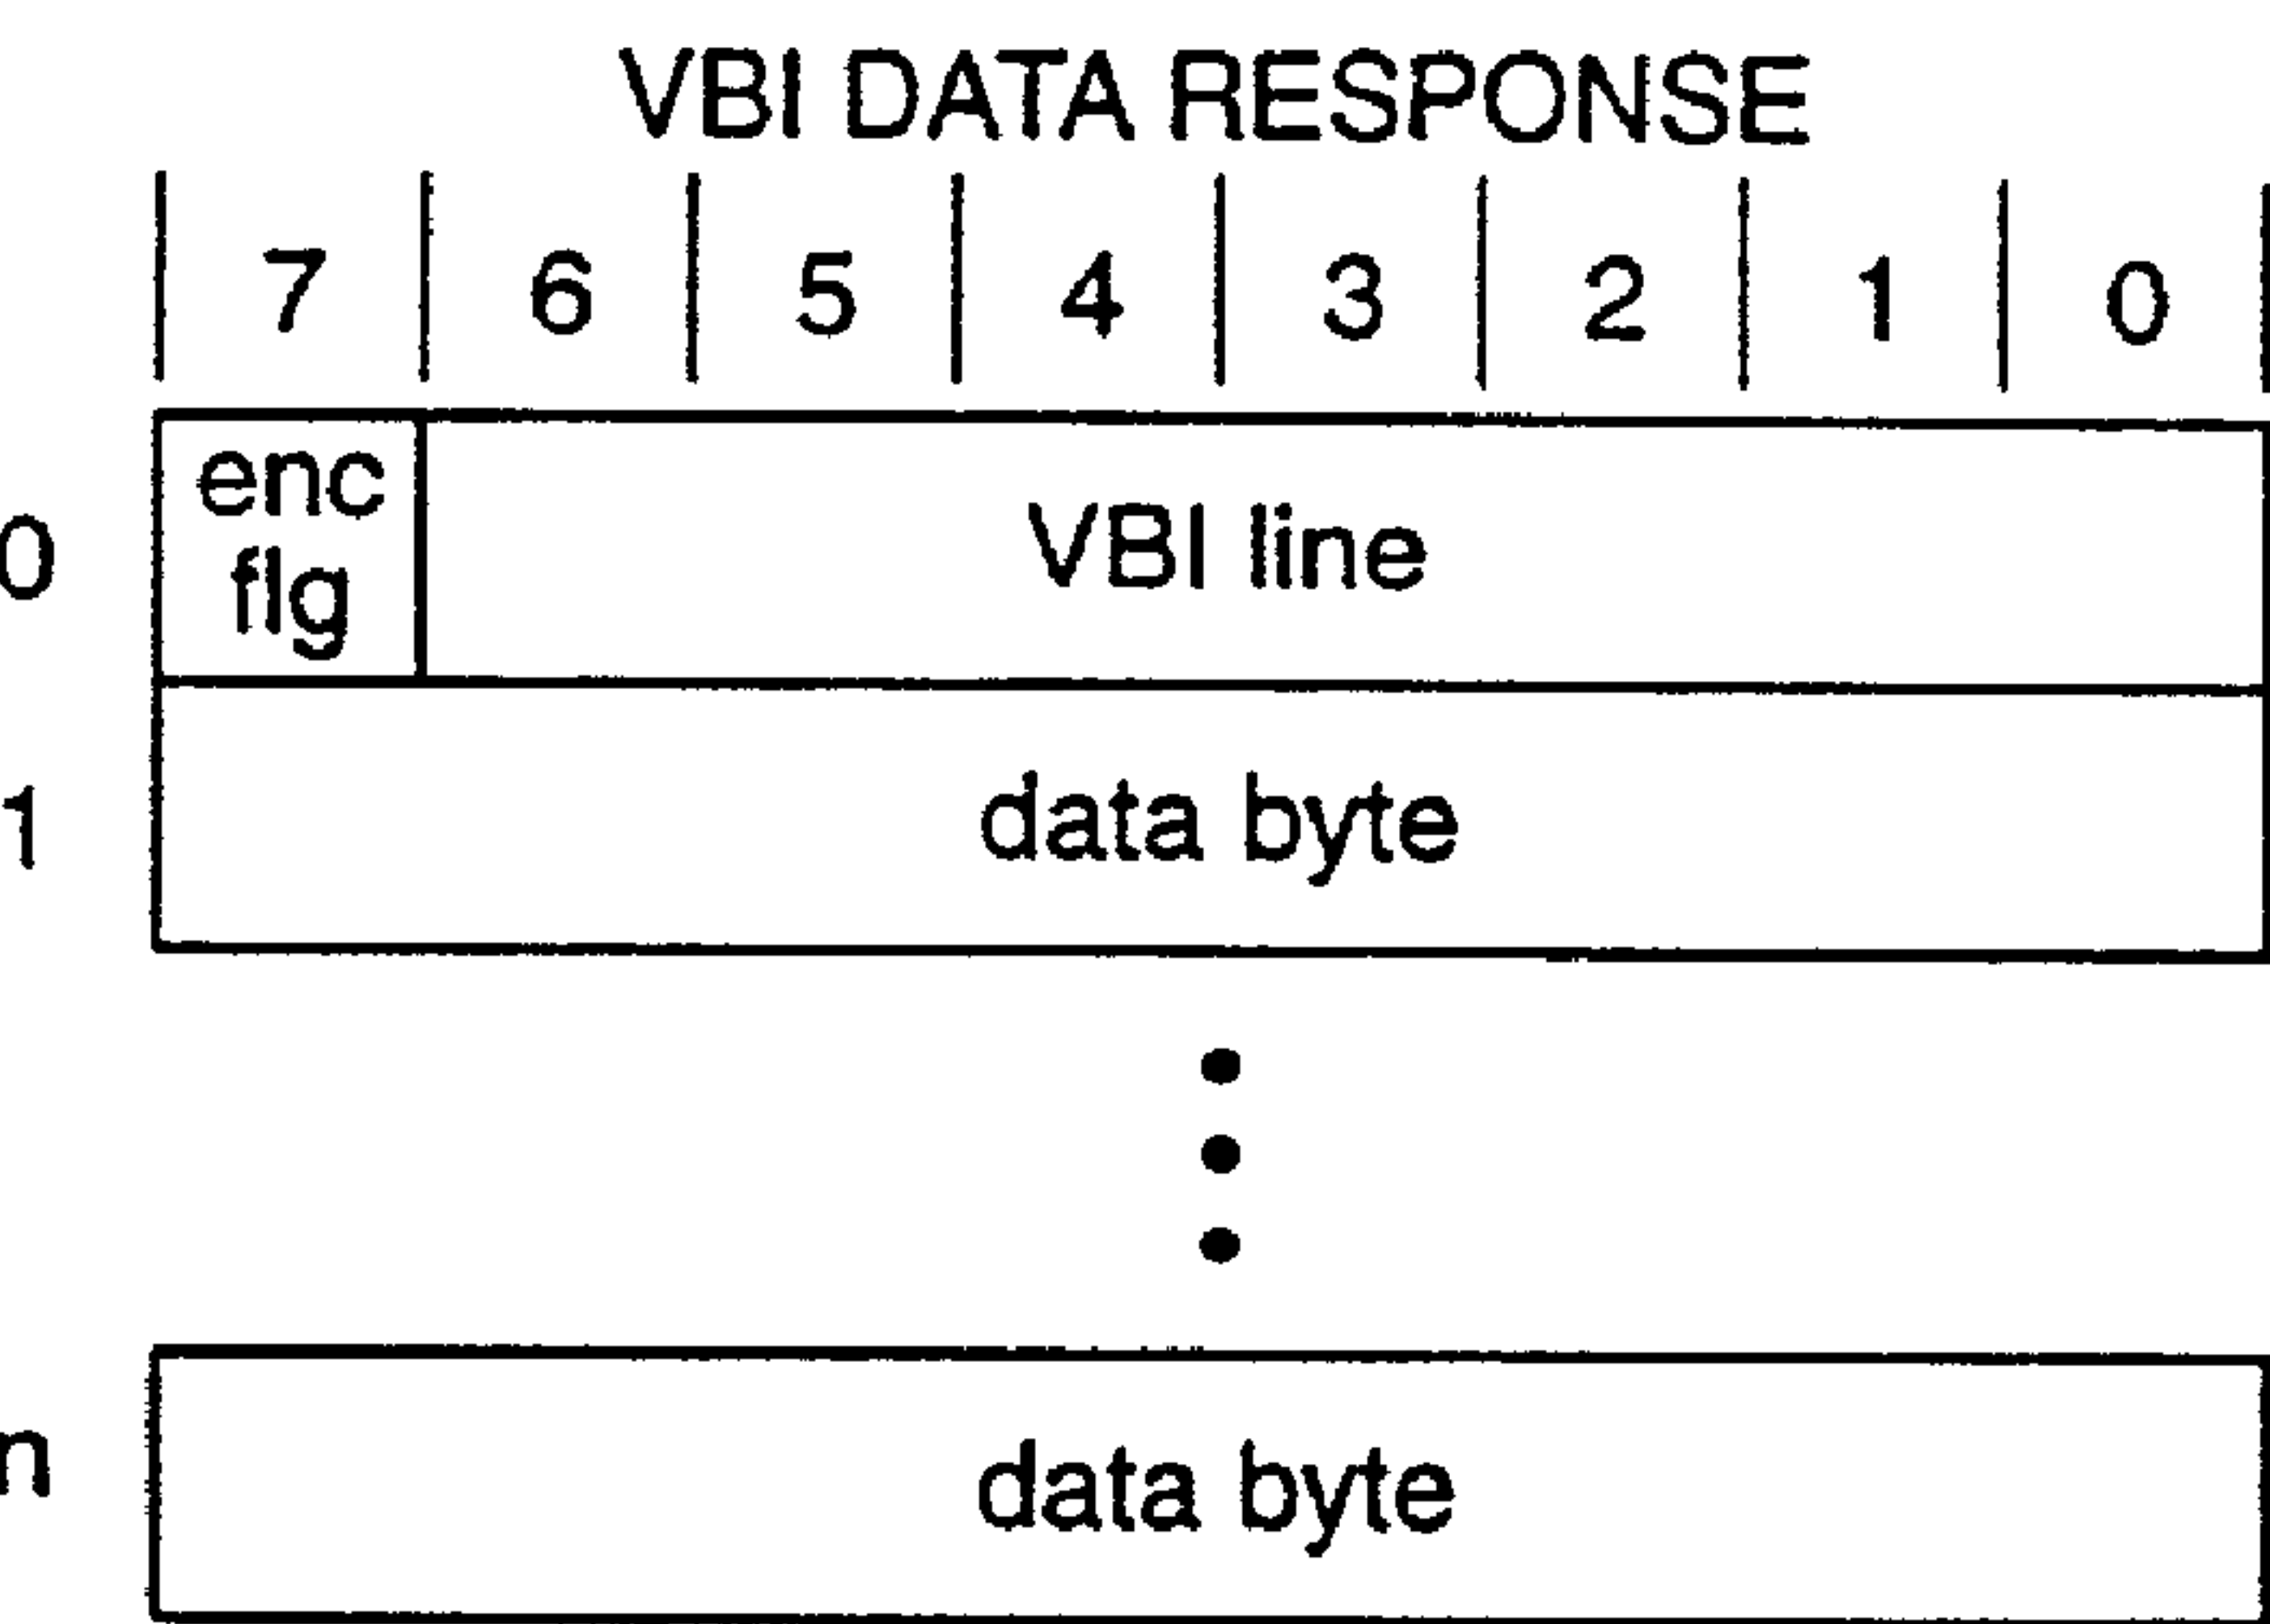 VBI DATA RESPONSE
7 6 5 4 3 2 1 0
0 enc flg VBI line
1 data byte
n data byte